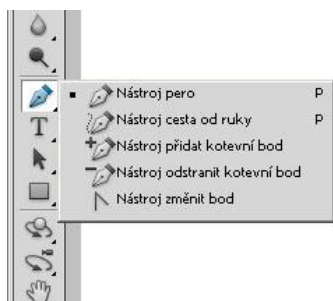 Nástroj pero P
Nástroj cesta od ruky P
Nástroj přidat kotevní bod
Nástroj odstranit kotevní bod
Nástroj změnit bod